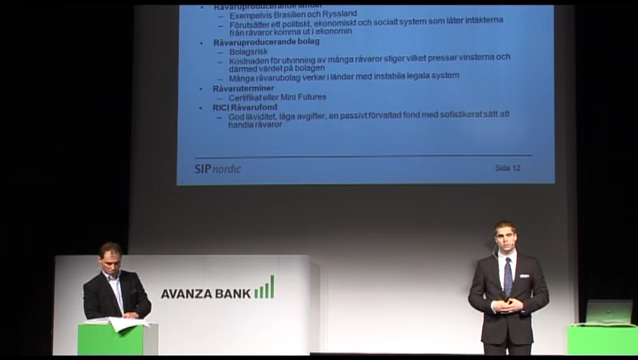 Råvaruproducerande länder
– Exempelvis Brasilien och Ryssland
– Förutsätter ett politiskt, ekonomiskt och socialt system som låter intäkterna
från råvaror komma ut i ekonomin
• Råvaruproducerande bolag
– Bolagsrisk
– Kostnaden för utvinning av många råvaror stiger vilket pressar vinsterna och
därmed värdet på bolagen
– Många råvarubolag verkar i länder med instabila legala system
• Råvaruterminer
– Certifikat eller Mini Futures
• RICI Råvarufond
– God likviditet, låga avgifter, en passivt förvaltad fond med sofistikerat sätt att
handla råvaror
SIP nordic
Sida 12
AVANZA BANK